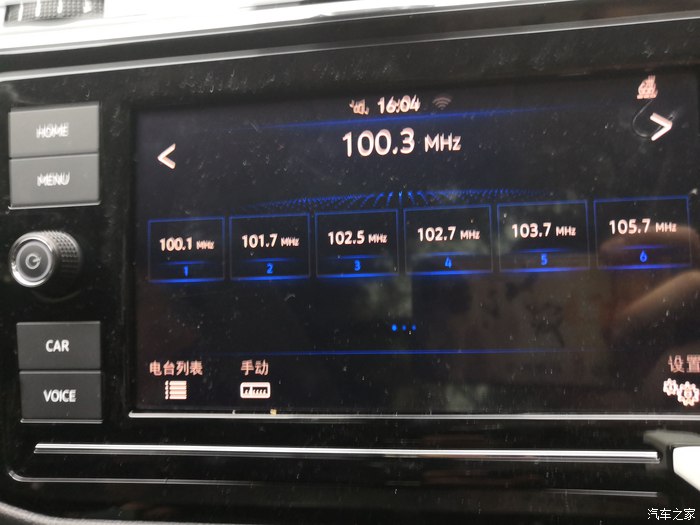 HOME
MENU
CAR
VOICE
16:04
100.3 MHz
100.1 MHz
1
101.7 MHz
2
102.5 MHz
3
102.7 MHz
4
103.7 MHz
5
105.7 MHz
6
电台列表
手动
设置
汽车之家